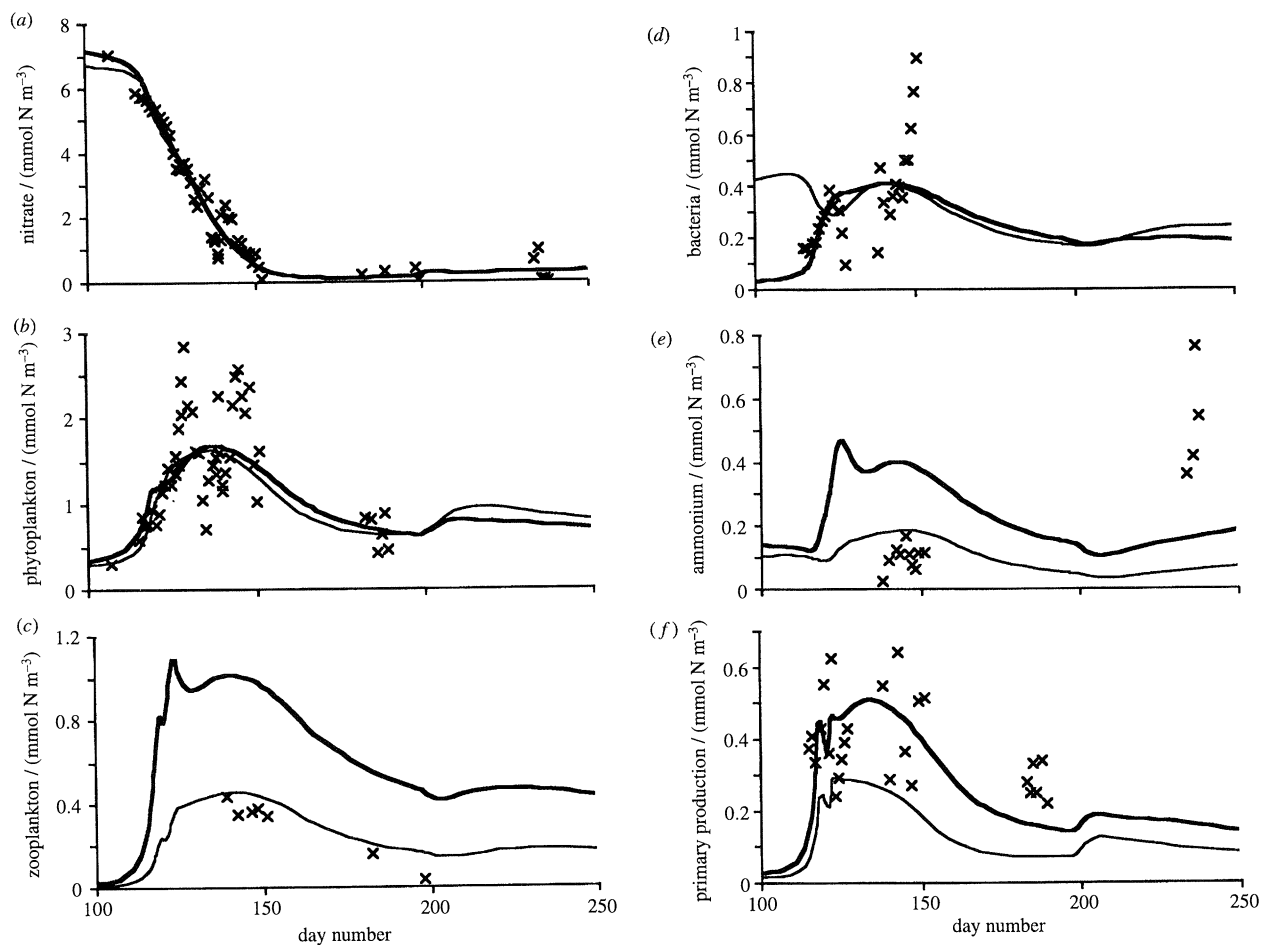 (a)
8
6
4
2
0
nitrate / (mmol N m⁻³)
(b)
3
2
1
0
phytoplankton / (mmol N m⁻³)
(c)
1.2
0.8
0.4
0
zooplankton / (mmol N m⁻³)
100 150 200 250
day number
(d)
1
0.8
0.6
0.4
0.2
0
bacteria / (mmol N m⁻³)
(e)
0.8
0.6
0.4
0.2
0
ammonium / (mmol N m⁻³)
(f)
0.6
0.4
0.2
0
primary production / (mmol N m⁻³)
100 150 200 250
day number